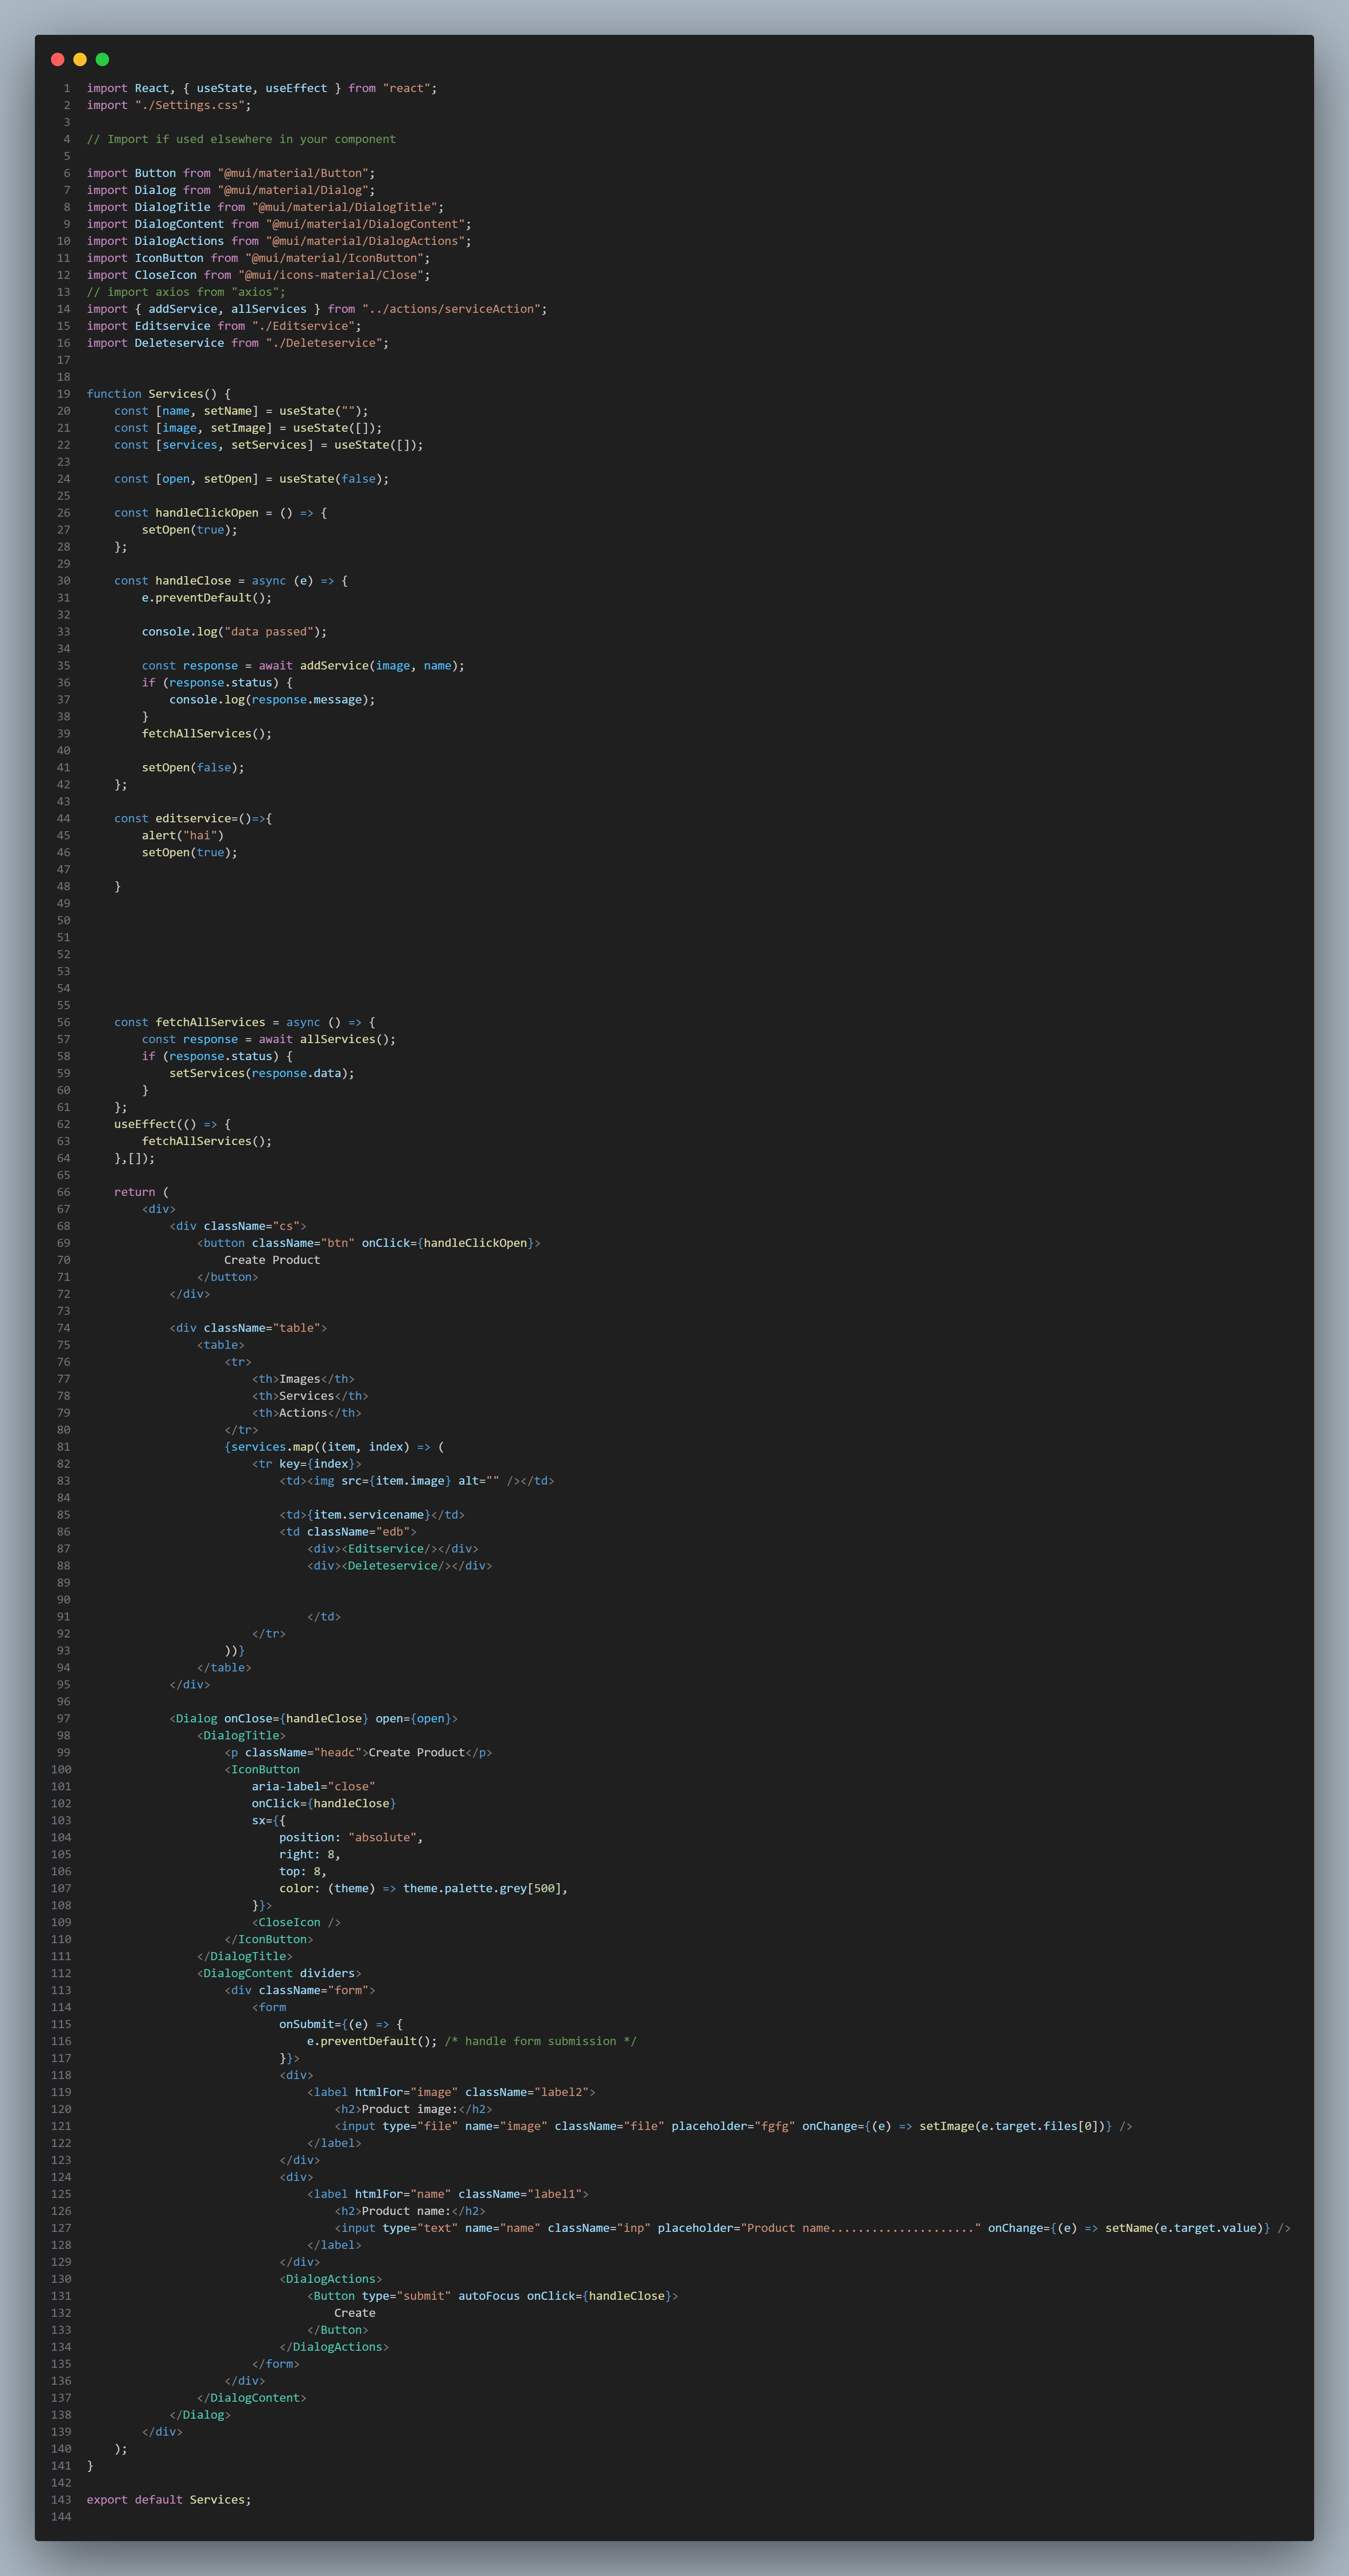 1 import React, { useState, useEffect } from "react";
2 import "./Settings.css";
3
4 // Import if used elsewhere in your component
5
6 import Button from "@mui/material/Button";
7 import Dialog from "@mui/material/Dialog";
8 import DialogTitle from "@mui/material/DialogTitle";
9 import DialogContent from "@mui/material/DialogContent";
10 import DialogActions from "@mui/material/DialogActions";
11 import IconButton from "@mui/material/IconButton";
12 import CloseIcon from "@mui/icons-material/Close";
13 // import axios from "axios";
14 import { addService, allServices } from "../actions/serviceAction";
15 import Editservice from "./Editservice";
16 import Deleteservice from "./Deleteservice";
17
18
19 function Services() {
20     const [name, setName] = useState("");
21     const [image, setImage] = useState([]);
22     const [services, setServices] = useState([]);
23
24     const [open, setOpen] = useState(false);
25
26     const handleClickOpen = () => {
27         setOpen(true);
28     };
29
30     const handleClose = async (e) => {
31         e.preventDefault();
32
33         console.log("data passed");
34
35         const response = await addService(image, name);
36         if (response.status) {
37             console.log(response.message);
38         }
39         fetchAllServices();
40
41         setOpen(false);
42     };
43
44     const editservice=()=>{
45         alert("hai")
46         setOpen(true);
47
48     }
49
50
51
52
53
54
55
56     const fetchAllServices = async () => {
57         const response = await allServices();
58         if (response.status) {
59             setServices(response.data);
60         }
61     };
62     useEffect(() => {
63         fetchAllServices();
64     },[]);
65
66     return (
67         <div>
68             <div className="cs">
69                 <button className="btn" onClick={handleClickOpen}>
70                     Create Product
71                 </button>
72             </div>
73
74             <div className="table">
75                 <table>
76                     <tr>
77                         <th>Images</th>
78                         <th>Services</th>
79                         <th>Actions</th>
80                     </tr>
81                     {services.map((item, index) => (
82                         <tr key={index}>
83                             <td><img src={item.image} alt="" /></td>
84
85                             <td>{item.servicename}</td>
86                             <td className="edb">
87                                 <div><Editservice/></div>
88                                 <div><Deleteservice/></div>
89
90
91                                 </td>
92                         </tr>
93                     ))}
94                 </table>
95             </div>
96
97             <Dialog onClose={handleClose} open={open}>
98                 <DialogTitle>
99                     <p className="headc">Create Product</p>
100                     <IconButton
101                         aria-label="close"
102                         onClick={handleClose}
103                         sx={{
104                             position: "absolute",
105                             right: 8,
106                             top: 8,
107                             color: (theme) => theme.palette.grey[500],
108                         }}>
109                         <CloseIcon />
110                     </IconButton>
111                 </DialogTitle>
112                 <DialogContent dividers>
113                     <div className="form">
114                         <form
115                             onSubmit={(e) => {
116                                 e.preventDefault(); /* handle form submission */
117                             }}>
118                             <div>
119                                 <label htmlFor="image" className="label2">
120                                     <h2>Product image:</h2>
121                                     <input type="file" name="image" className="file" placeholder="fgfg" onChange={(e) => setImage(e.target.files[0])} />
122                                 </label>
123                             </div>
124                             <div>
125                                 <label htmlFor="name" className="label1">
126                                     <h2>Product name:</h2>
127                                     <input type="text" name="name" className="inp" placeholder="Product name....................." onChange={(e) => setName(e.target.value)} />
128                                 </label>
129                             </div>
130                             <DialogActions>
131                                 <Button type="submit" autoFocus onClick={handleClose}>
132                                     Create
133                                 </Button>
134                             </DialogActions>
135                         </form>
136                     </div>
137                 </DialogContent>
138             </Dialog>
139         </div>
140     );
141 }
142
143 export default Services;
144